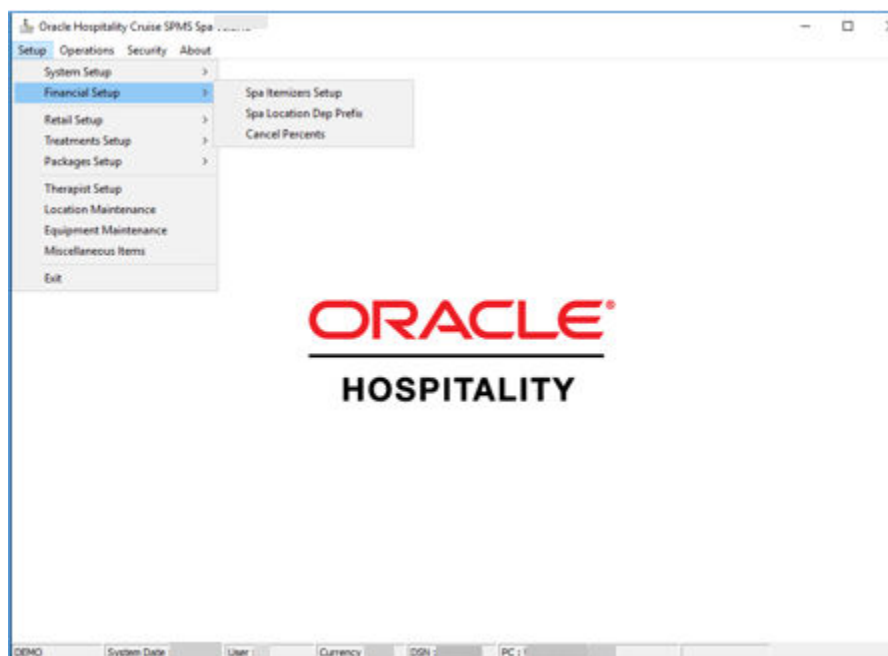 Oracle Hospitality Cruise SPMS Spa
Setup Operations Security About
System Setup
Financial Setup
Retail Setup
Treatments Setup
Packages Setup
Therapist Setup
Location Maintenance
Equipment Maintenance
Miscellaneous Items
Exit
Spa Itemizers Setup
Spa Location Dep Prefix
Cancel Percents
ORACLE®
HOSPITALITY
DEMO System Date User : Currency DSN : PC :